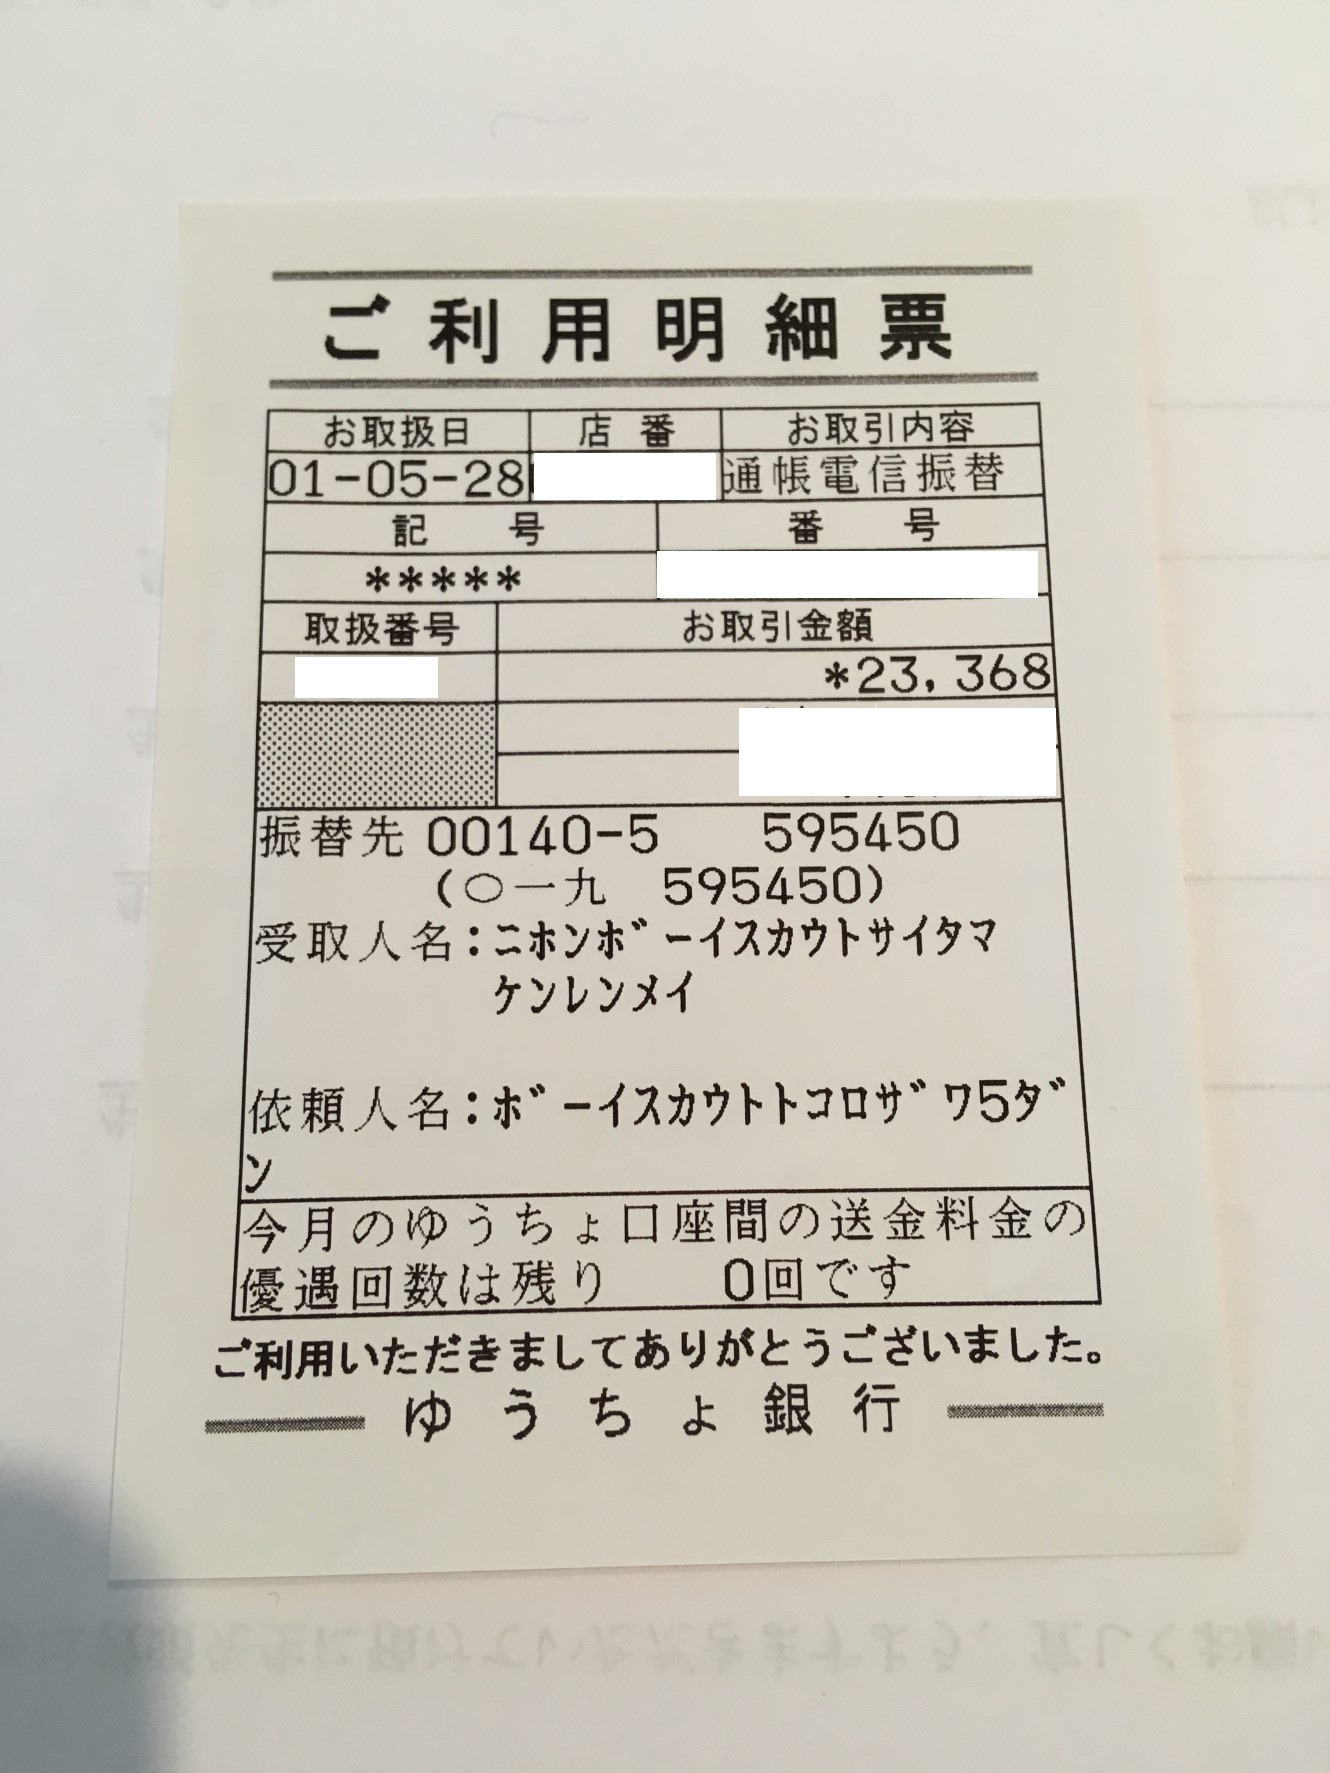 ご利用明細票
お取扱日 店番 お取引内容
01-05-28 通帳電信振替
記号 番号
*****
取扱番号 お取引金額
*23,368
振替先 00140-5 595450
(〇一九 595450)
受取人名:ニホンボーイスカウトサイタマ
ケンレンメイ
依頼人名:ボーイスカウトトコロザワ5ダ
ン
今月のゆうちょ口座間の送金料金の
優遇回数は残り 0回です
ご利用いただきましてありがとうございました。
ゆうちょ銀行